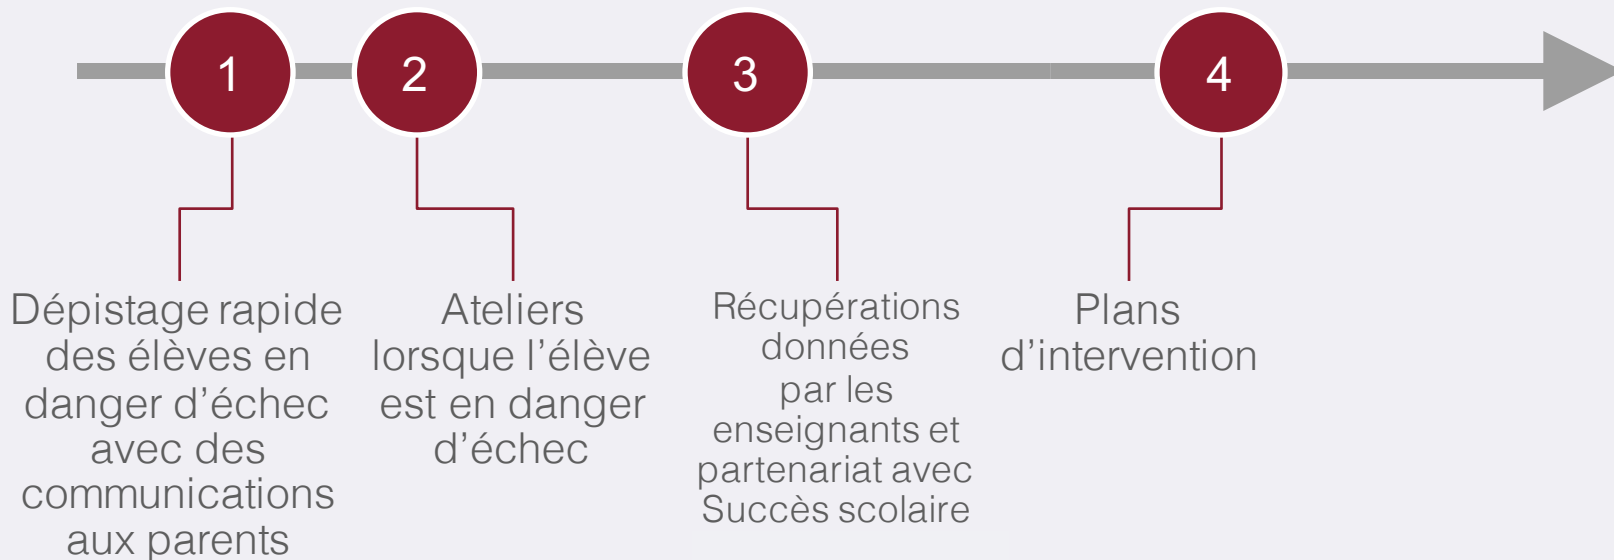 1
2
3
4
Dépistage rapide
des élèves en
danger d’échec
avec des
communications
aux parents
Ateliers
lorsque l’élève
est en danger
d’échec
Récupérations
données
par les
enseignants et
partenariat avec
Succès scolaire
Plans
d’intervention